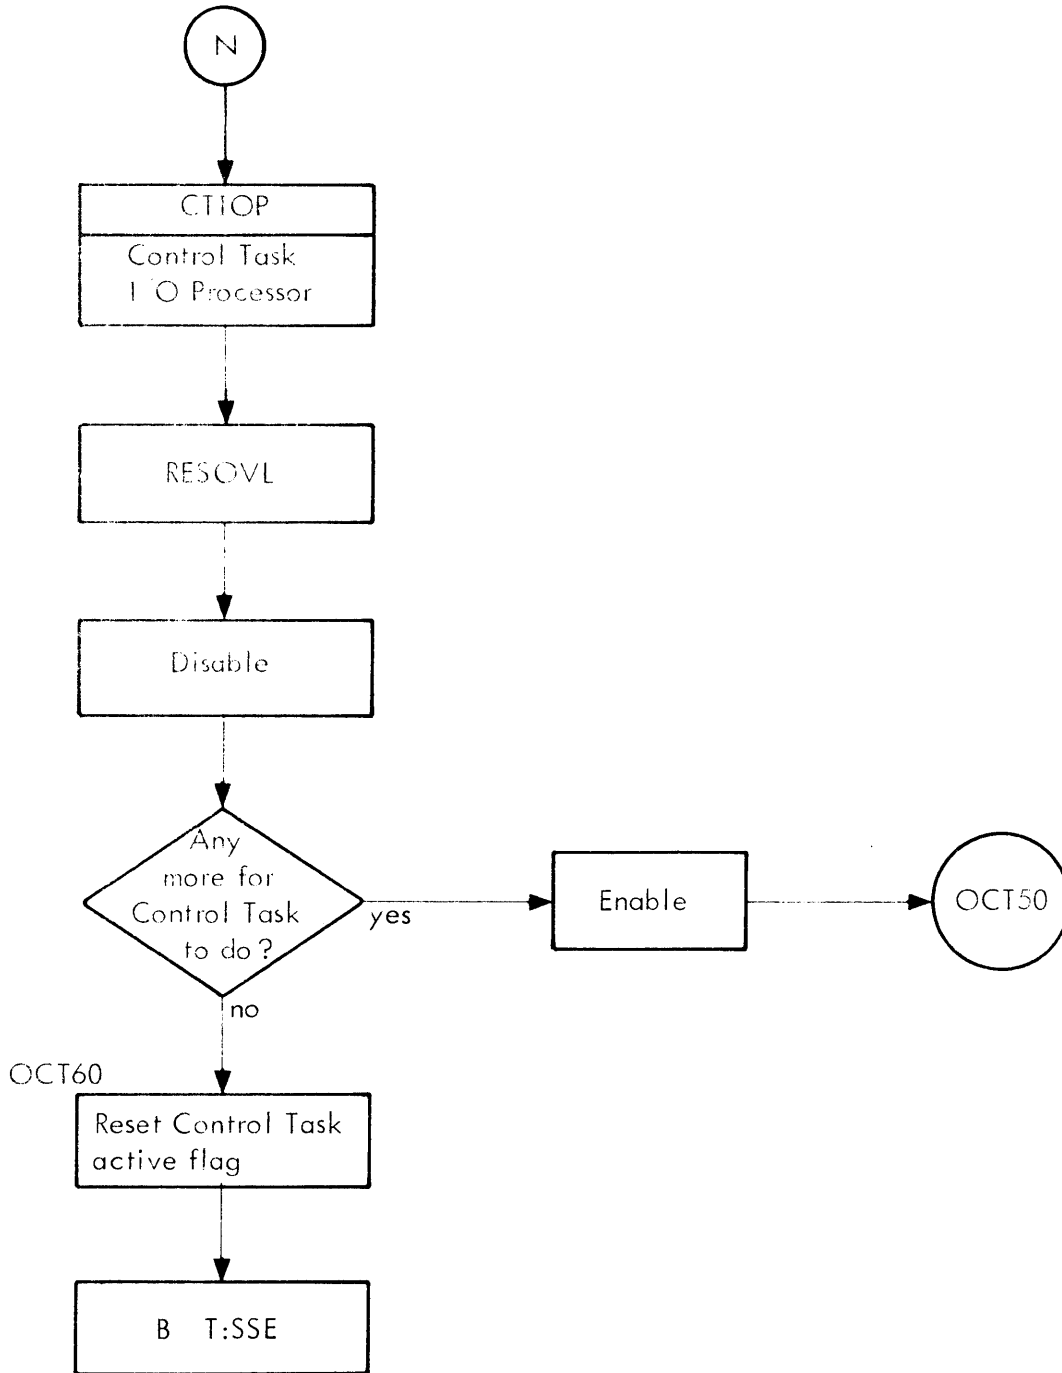 N
CTIOP
Control Task
I/O Processor
RESOVL
Disable
Any
more for
Control Task
to do?
yes
Enable
OCT50
no
OCT60
Reset Control Task
active flag
B T:SSE